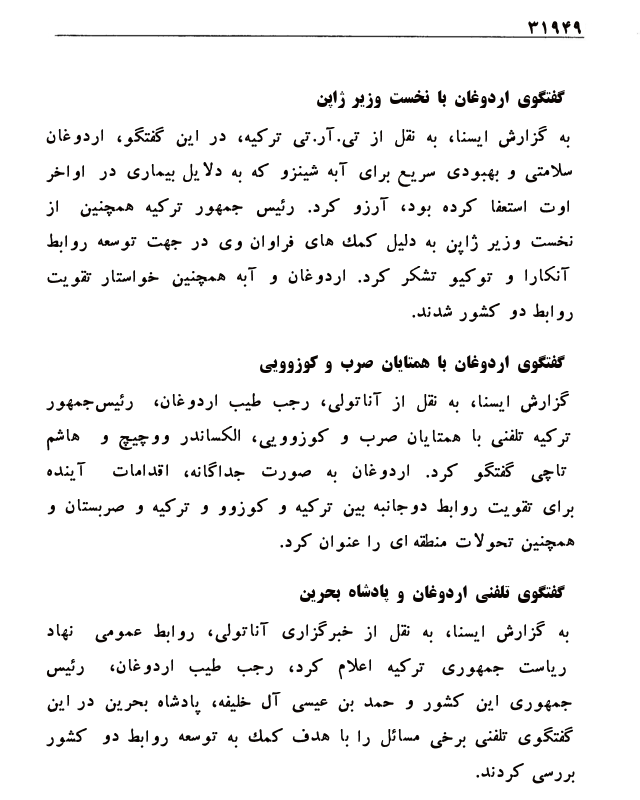 ۳۱۹۴۹
گفتگوی اردوغان با نخست وزیر ژاپن
به گزارش ایسنا، به نقل از تی.آر.تی ترکیه، در این گفتگو، اردوغان
سلامتی و بهبودی سریع برای آبه شینزو که به دلایل بیماری در اواخر
اوت استعفا کرده بود، آرزو کرد. رئیس جمهور ترکیه همچنین از
نخست وزیر ژاپن به دلیل کمك های فراوان وی در جهت توسعه روابط
آنکارا و توکیو تشکر کرد. اردوغان و آبه همچنین خواستار تقویت
روابط دو کشور شدند.
گفتگوی اردوغان با همتایان صرب و کوزوویی
گزارش ایسنا، به نقل از آناتولی، رجب طیب اردوغان، رئیس‌جمهور
ترکیه تلفنی با همتایان صرب و کوزوویی، الکساندر ووچیچ و هاشم
تاچی گفتگو کرد. اردوغان به صورت جداگانه، اقدامات آینده
برای تقویت روابط دوجانبه بین ترکیه و کوزوو و ترکیه و صربستان و
همچنین تحولات منطقه ای را عنوان کرد.
گفتگوی تلفنی اردوغان و پادشاه بحرین
به گزارش ایسنا، به نقل از خبرگزاری آناتولی، روابط عمومی نهاد
ریاست جمهوری ترکیه اعلام کرد، رجب طیب اردوغان، رئیس
جمهوری این کشور و حمد بن عیسی آل خلیفه، پادشاه بحرین در این
گفتگوی تلفنی برخی مسائل را با هدف کمك به توسعه روابط دو کشور
بررسی کردند.